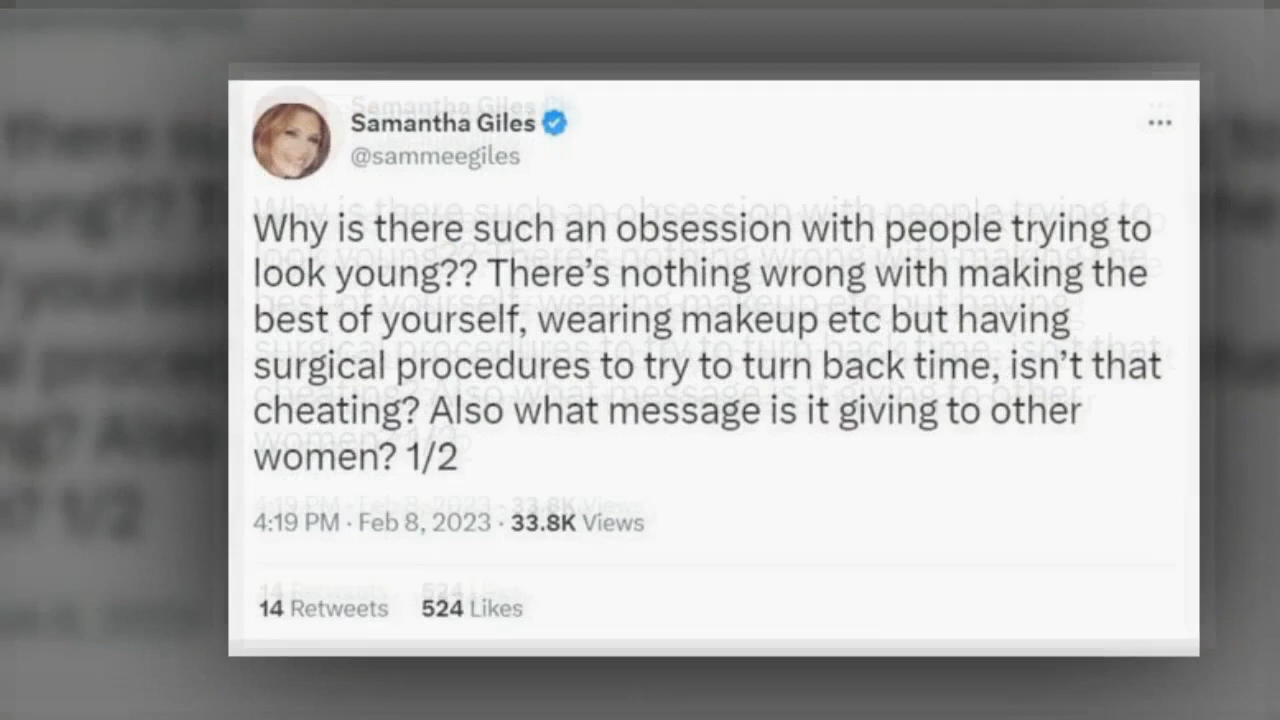 Samantha Giles
@sammeegiles
Why is there such an obsession with people trying to
look young?? There's nothing wrong with making the
best of yourself, wearing makeup etc but having
surgical procedures to try to turn back time, isn't that
cheating? Also what message is it giving to other
women? 1/2
4:19 PM · Feb 8, 2023 · 33.8K Views
14 Retweets 524 Likes